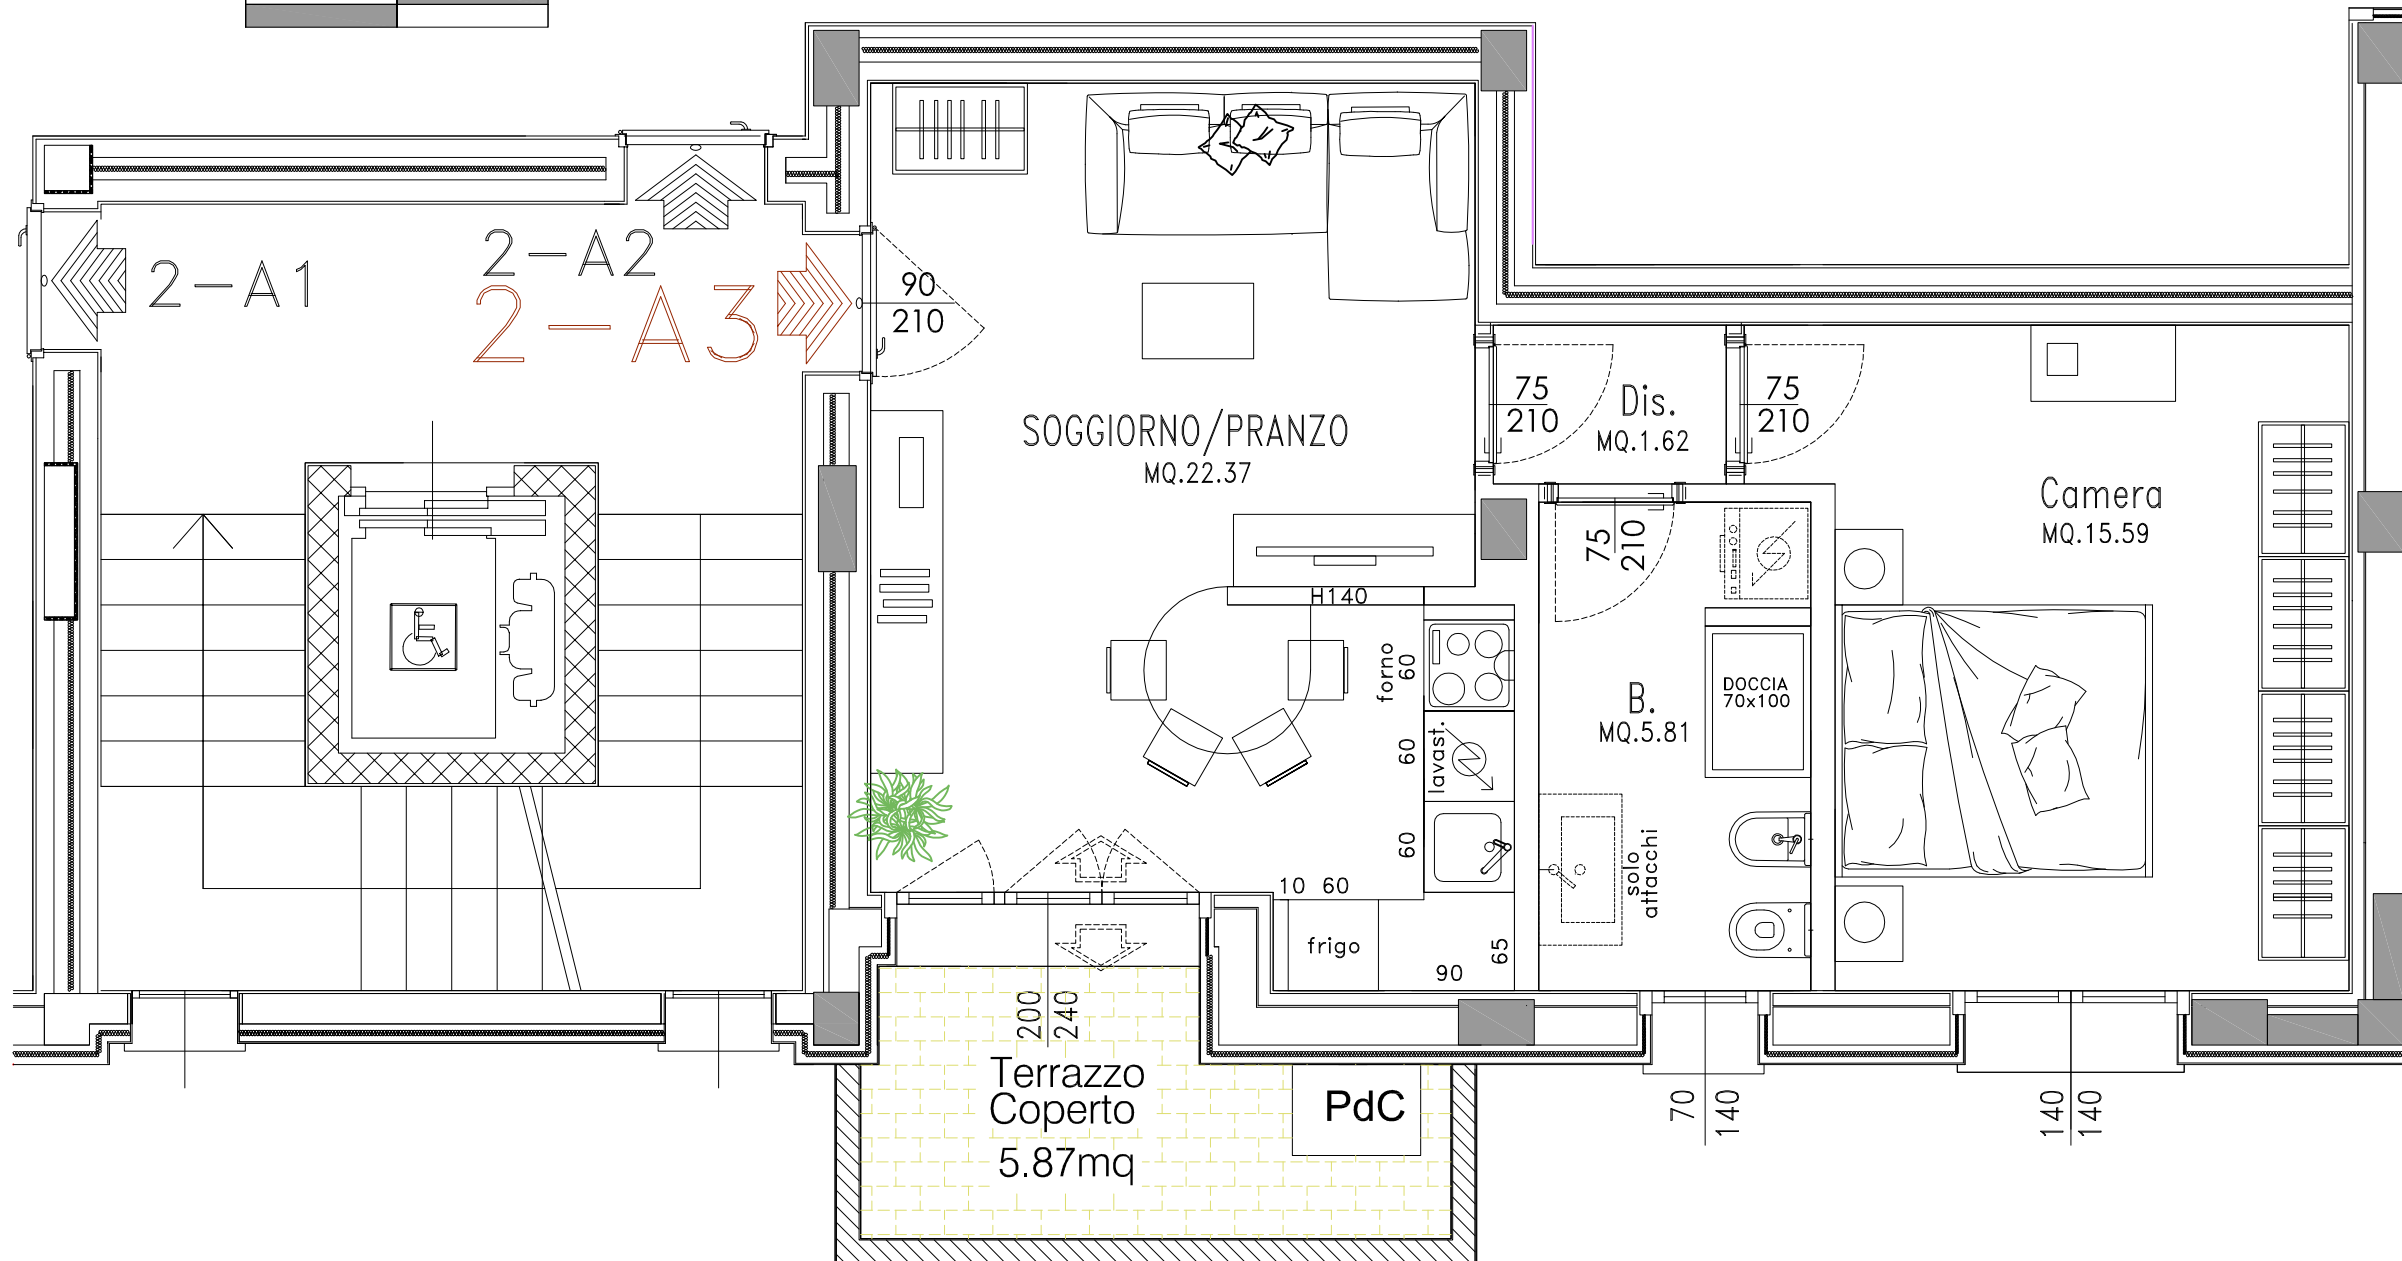 2-A1
2-A2
2-A3
90
210
SOGGIORNO/PRANZO
MQ.22.37
75
210
Dis.
MQ.1.62
75
210
Camera
MQ.15.59
75
210
H140
forno
60
lavast.
60
60
10 60
frigo
90
65
B.
MQ.5.81
DOCCIA
70x100
solo
attacchi
200
240
Terrazzo
Coperto
5.87mq
PdC
70
140
140
140